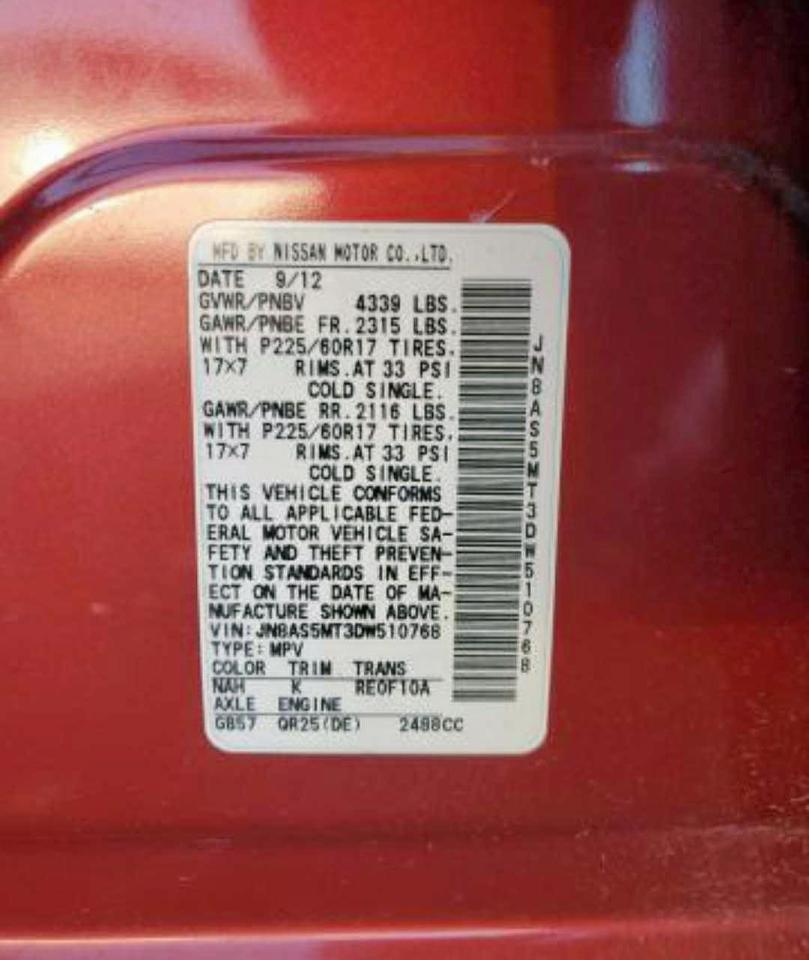 MFD BY NISSAN MOTOR CO.,LTD.
DATE 9/12
GVWR/PNBV 4339 LBS.
GAWR/PNBE FR.2315 LBS.
WITH P225/60R17 TIRES.
17×7 RIMS.AT 33 PSI
COLD SINGLE.
GAWR/PNBE RR.2116 LBS.
WITH P225/60R17 TIRES.
17×7 RIMS.AT 33 PSI
COLD SINGLE.
THIS VEHICLE CONFORMS
TO ALL APPLICABLE FED-
ERAL MOTOR VEHICLE SA-
FETY AND THEFT PREVEN-
TION STANDARDS IN EFF-
ECT ON THE DATE OF MA-
NUFACTURE SHOWN ABOVE.
VIN:JN8AS5MT3DW510768
TYPE:MPV
COLOR TRIM TRANS
NAH K RE0F10A
AXLE ENGINE
GB57 QR25(DE) 2488CC
JN8AS5MT3DW510768